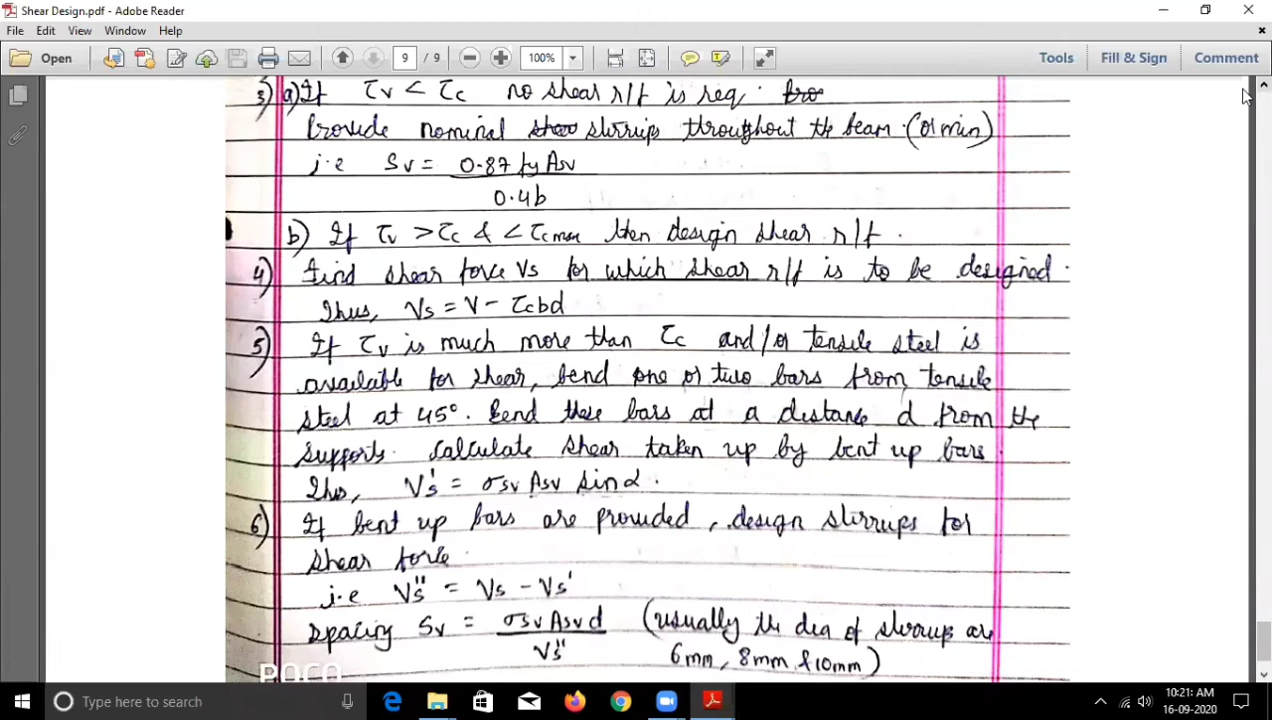 Shear Design.pdf - Adobe Reader
File Edit View Window Help
Open 9 / 9 100% Tools Fill & Sign Comment
3) a) If τv < τc no shear r/f is req.
Provide nominal stirrups throughout the beam. (or min)
i.e Sv = 0.87 fy Asv
0.4b
b) If τv > τc & < τcmax then design shear r/f.
4) Find shear force Vs for which shear r/f is to be designed.
Thus, Vs = V - τcbd
5) If τv is much more than τc and/or tensile steel is
available for shear, bend one or two bars from tensile
steel at 45°. Bend these bars at a distance d from the
supports. Calculate shear taken up by bent up bars.
Thus, Vs' = σsv Asv sinα.
6) If bent up bars are provided, design stirrups for
shear force.
i.e Vs'' = Vs - Vs'
Spacing Sv = σsv Asv d (usually the dia of stirrups are
Vs'' 6mm, 8mm & 10mm)
POCO
Type here to search
10:21: AM
16-09-2020